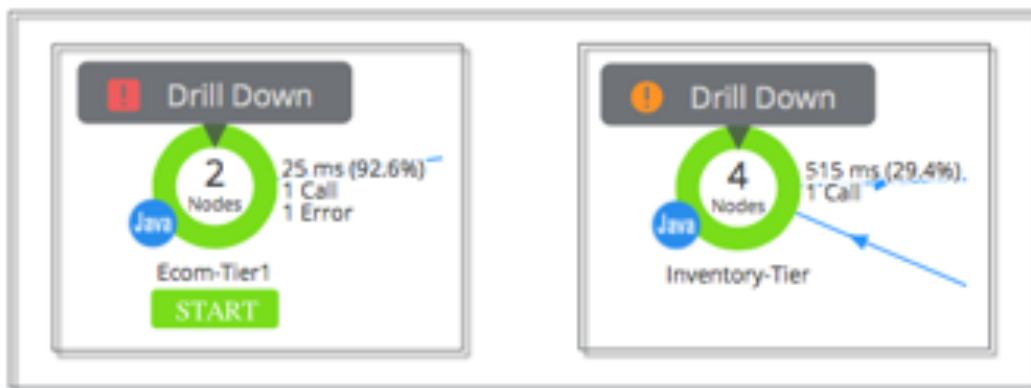 ! Drill Down
2
Nodes
25 ms (92.6%)
1 Call
1 Error
Java
Ecom-Tier1
START
! Drill Down
4
Nodes
515 ms (29.4%)
1 Call
Java
Inventory-Tier